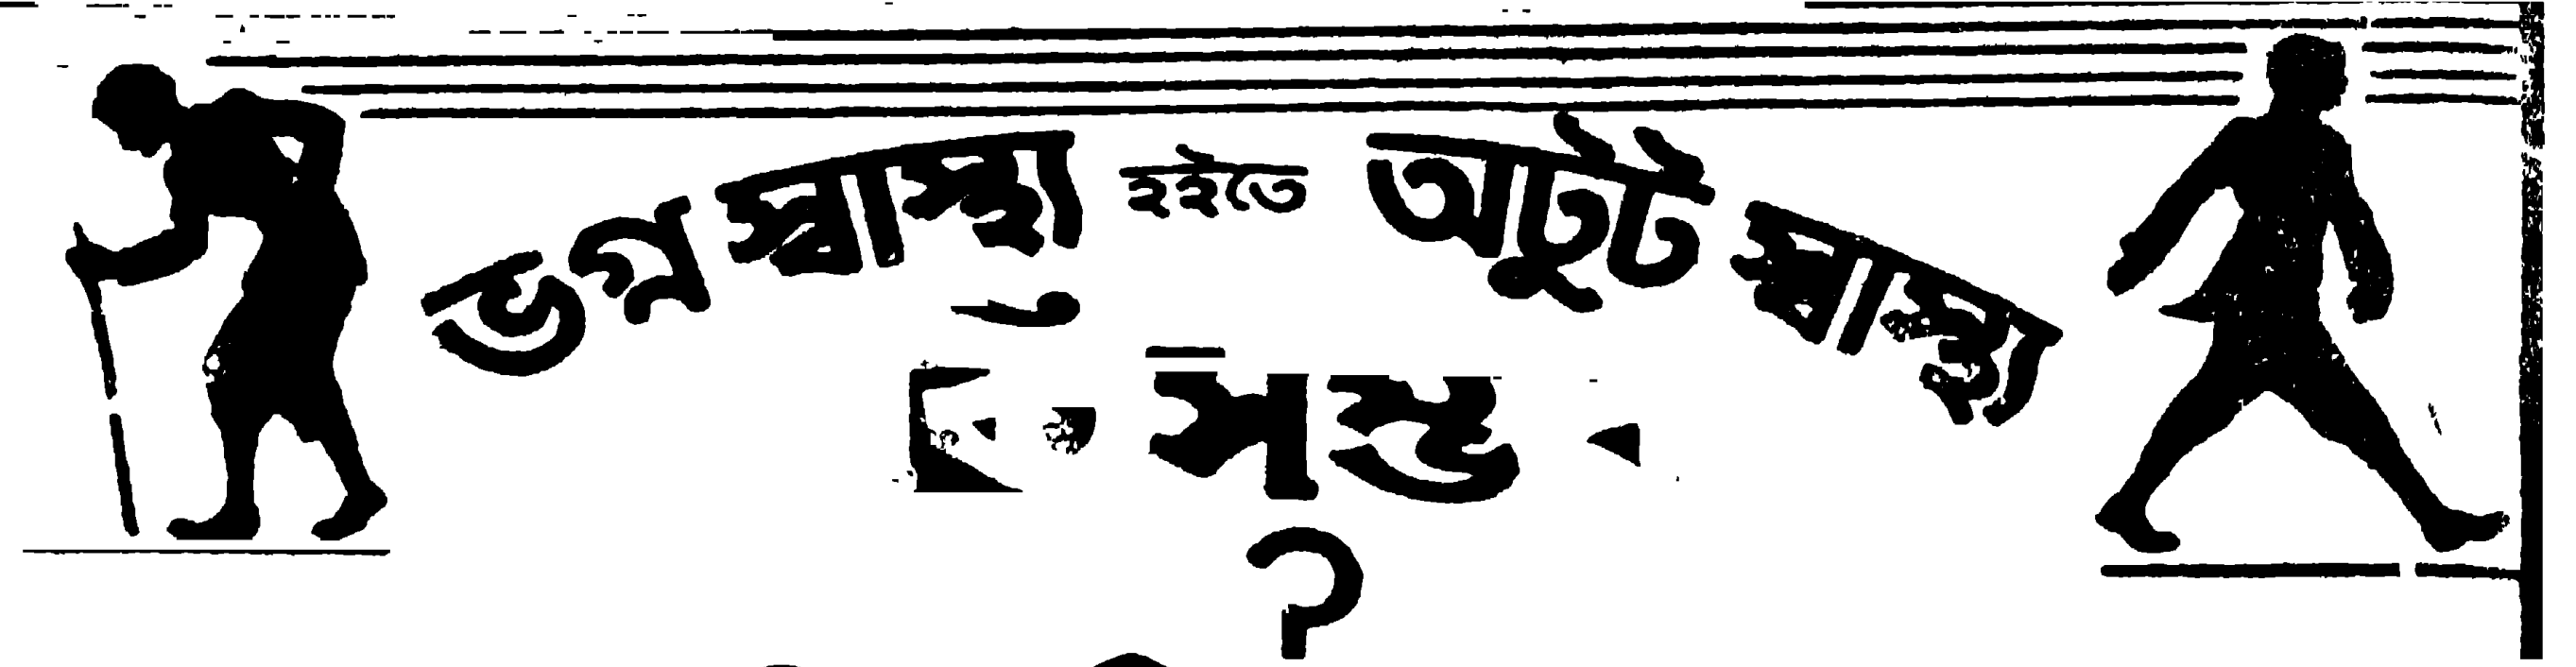 ভগ্ন স্বাস্থ্য হইতে অটুট স্বাস্থ্য
?